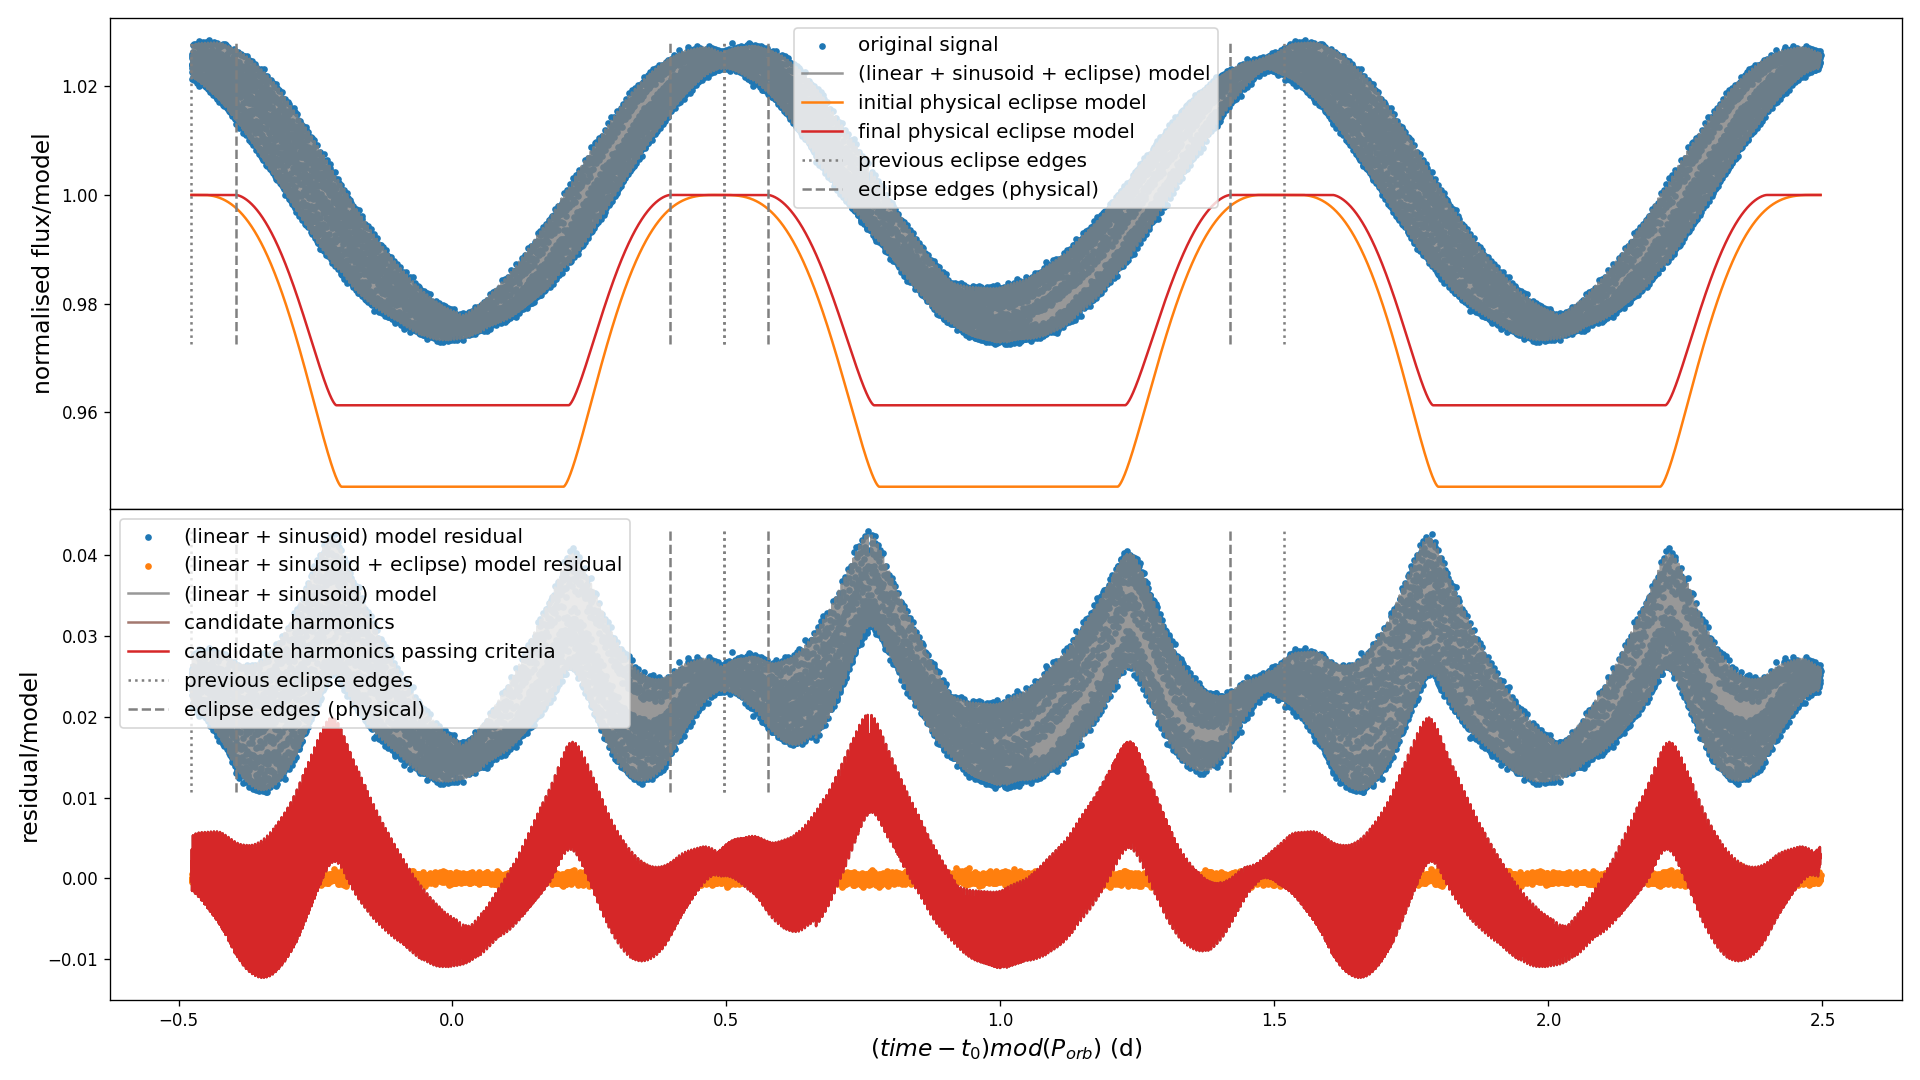 normalised flux/model
1.02
1.00
0.98
0.96
original signal
(linear + sinusoid + eclipse) model
initial physical eclipse model
final physical eclipse model
previous eclipse edges
eclipse edges (physical)
residual/model
0.04
0.03
0.02
0.01
0.00
−0.01
(linear + sinusoid) model residual
(linear + sinusoid + eclipse) model residual
(linear + sinusoid) model
candidate harmonics
candidate harmonics passing criteria
previous eclipse edges
eclipse edges (physical)
−0.5 0.0 0.5 1.0 1.5 2.0 2.5
(time − t₀)mod(P_orb) (d)